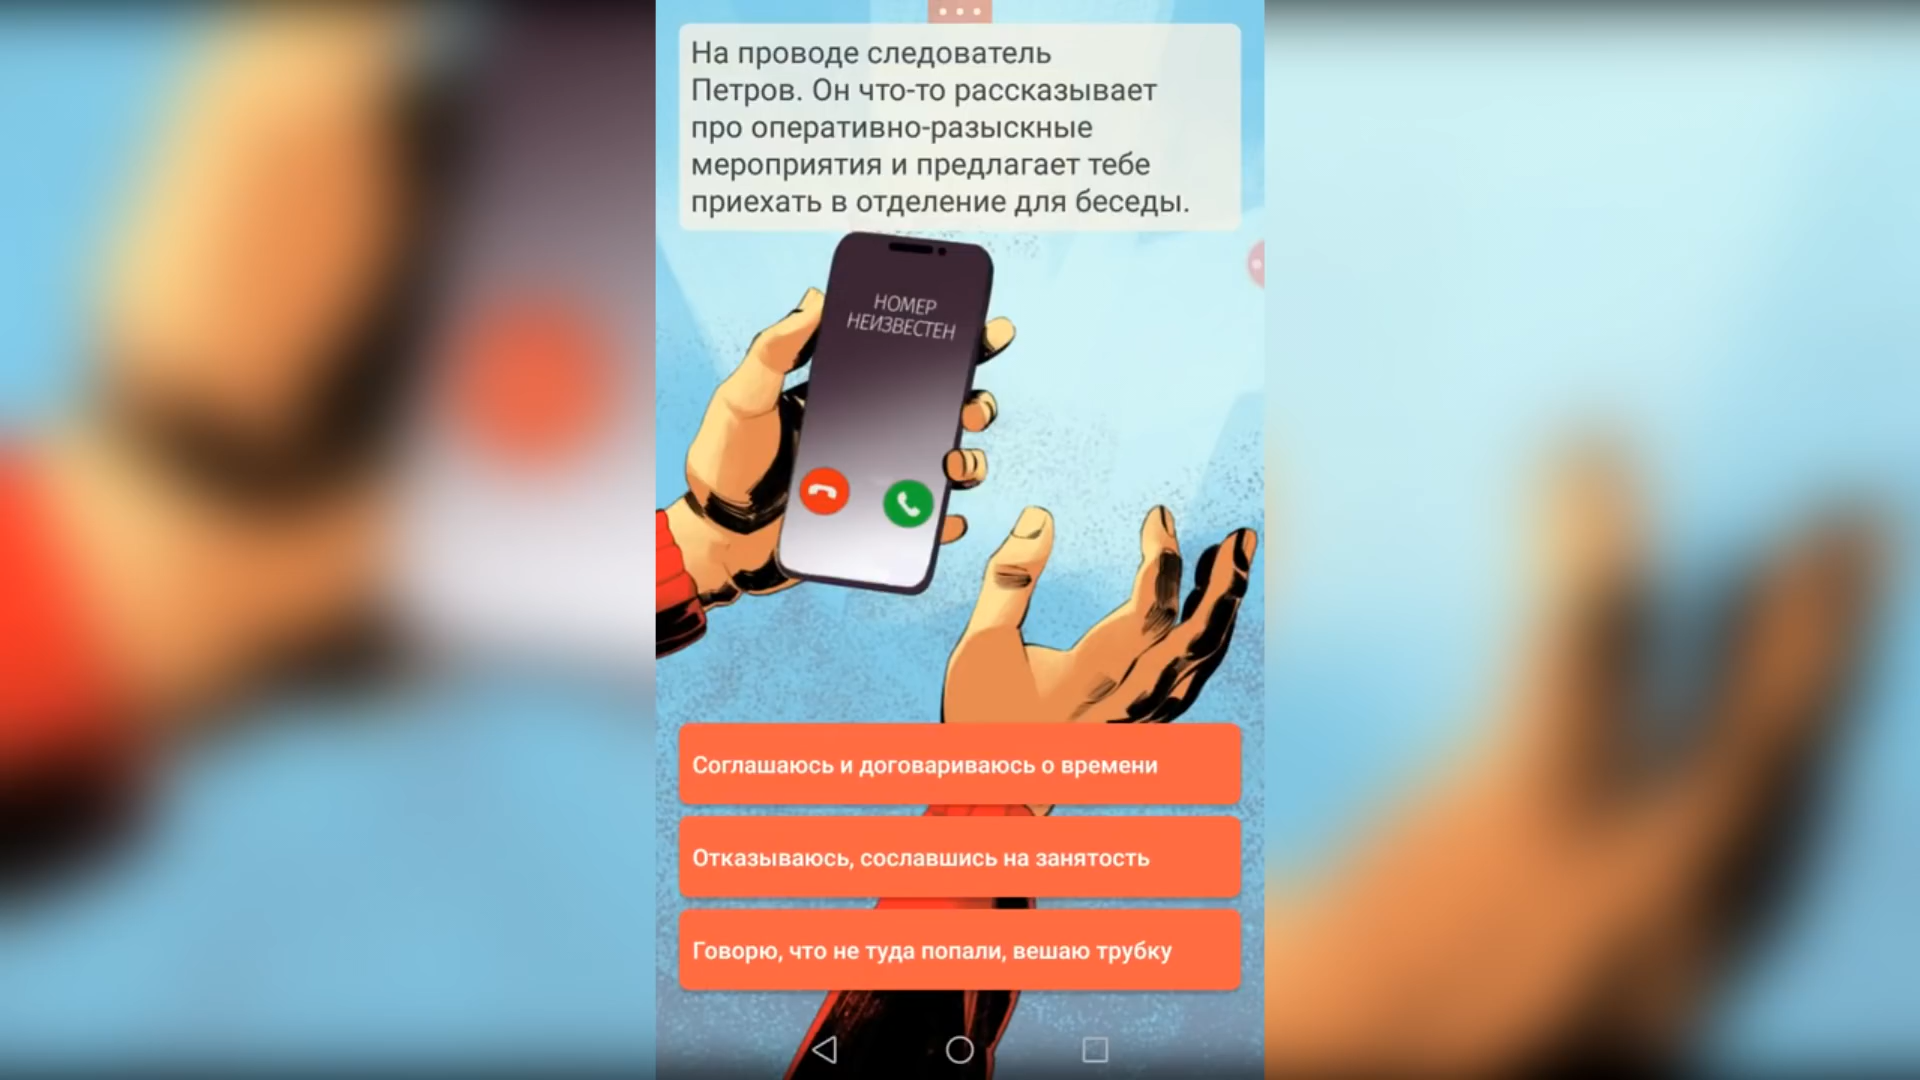 На проводе следователь
Петров. Он что-то рассказывает
про оперативно-разыскные
мероприятия и предлагает тебе
приехать в отделение для беседы.
НОМЕР
НЕИЗВЕСТЕН
Соглашаюсь и договариваюсь о времени
Отказываюсь, сославшись на занятость
Говорю, что не туда попали, вешаю трубку